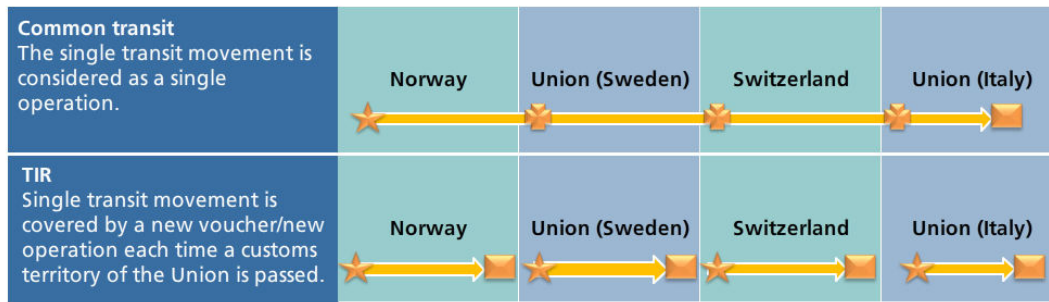 Common transit
The single transit movement is
considered as a single
operation.
Norway
Union (Sweden)
Switzerland
Union (Italy)
TIR
Single transit movement is
covered by a new voucher/new
operation each time a customs
territory of the Union is passed.
Norway
Union (Sweden)
Switzerland
Union (Italy)